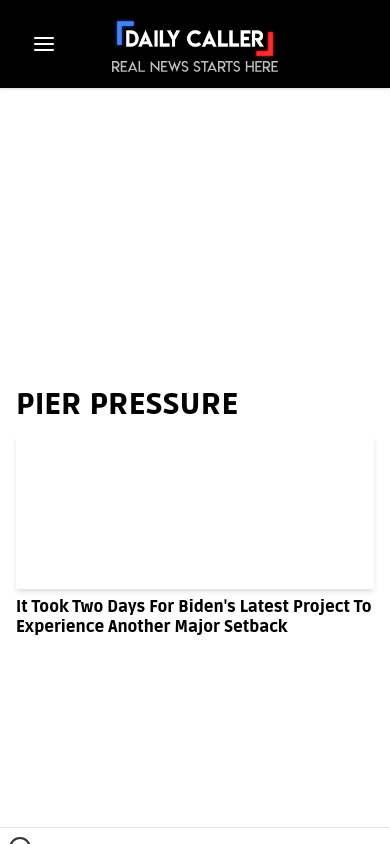 DAILY CALLER
REAL NEWS STARTS HERE
PIER PRESSURE
It Took Two Days For Biden's Latest Project To
Experience Another Major Setback